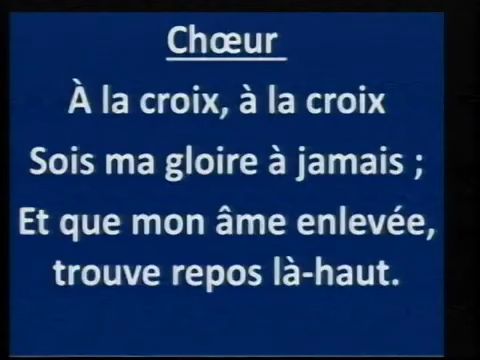 Chœur
À la croix, à la croix
Sois ma gloire à jamais ;
Et que mon âme enlevée,
trouve repos là-haut.